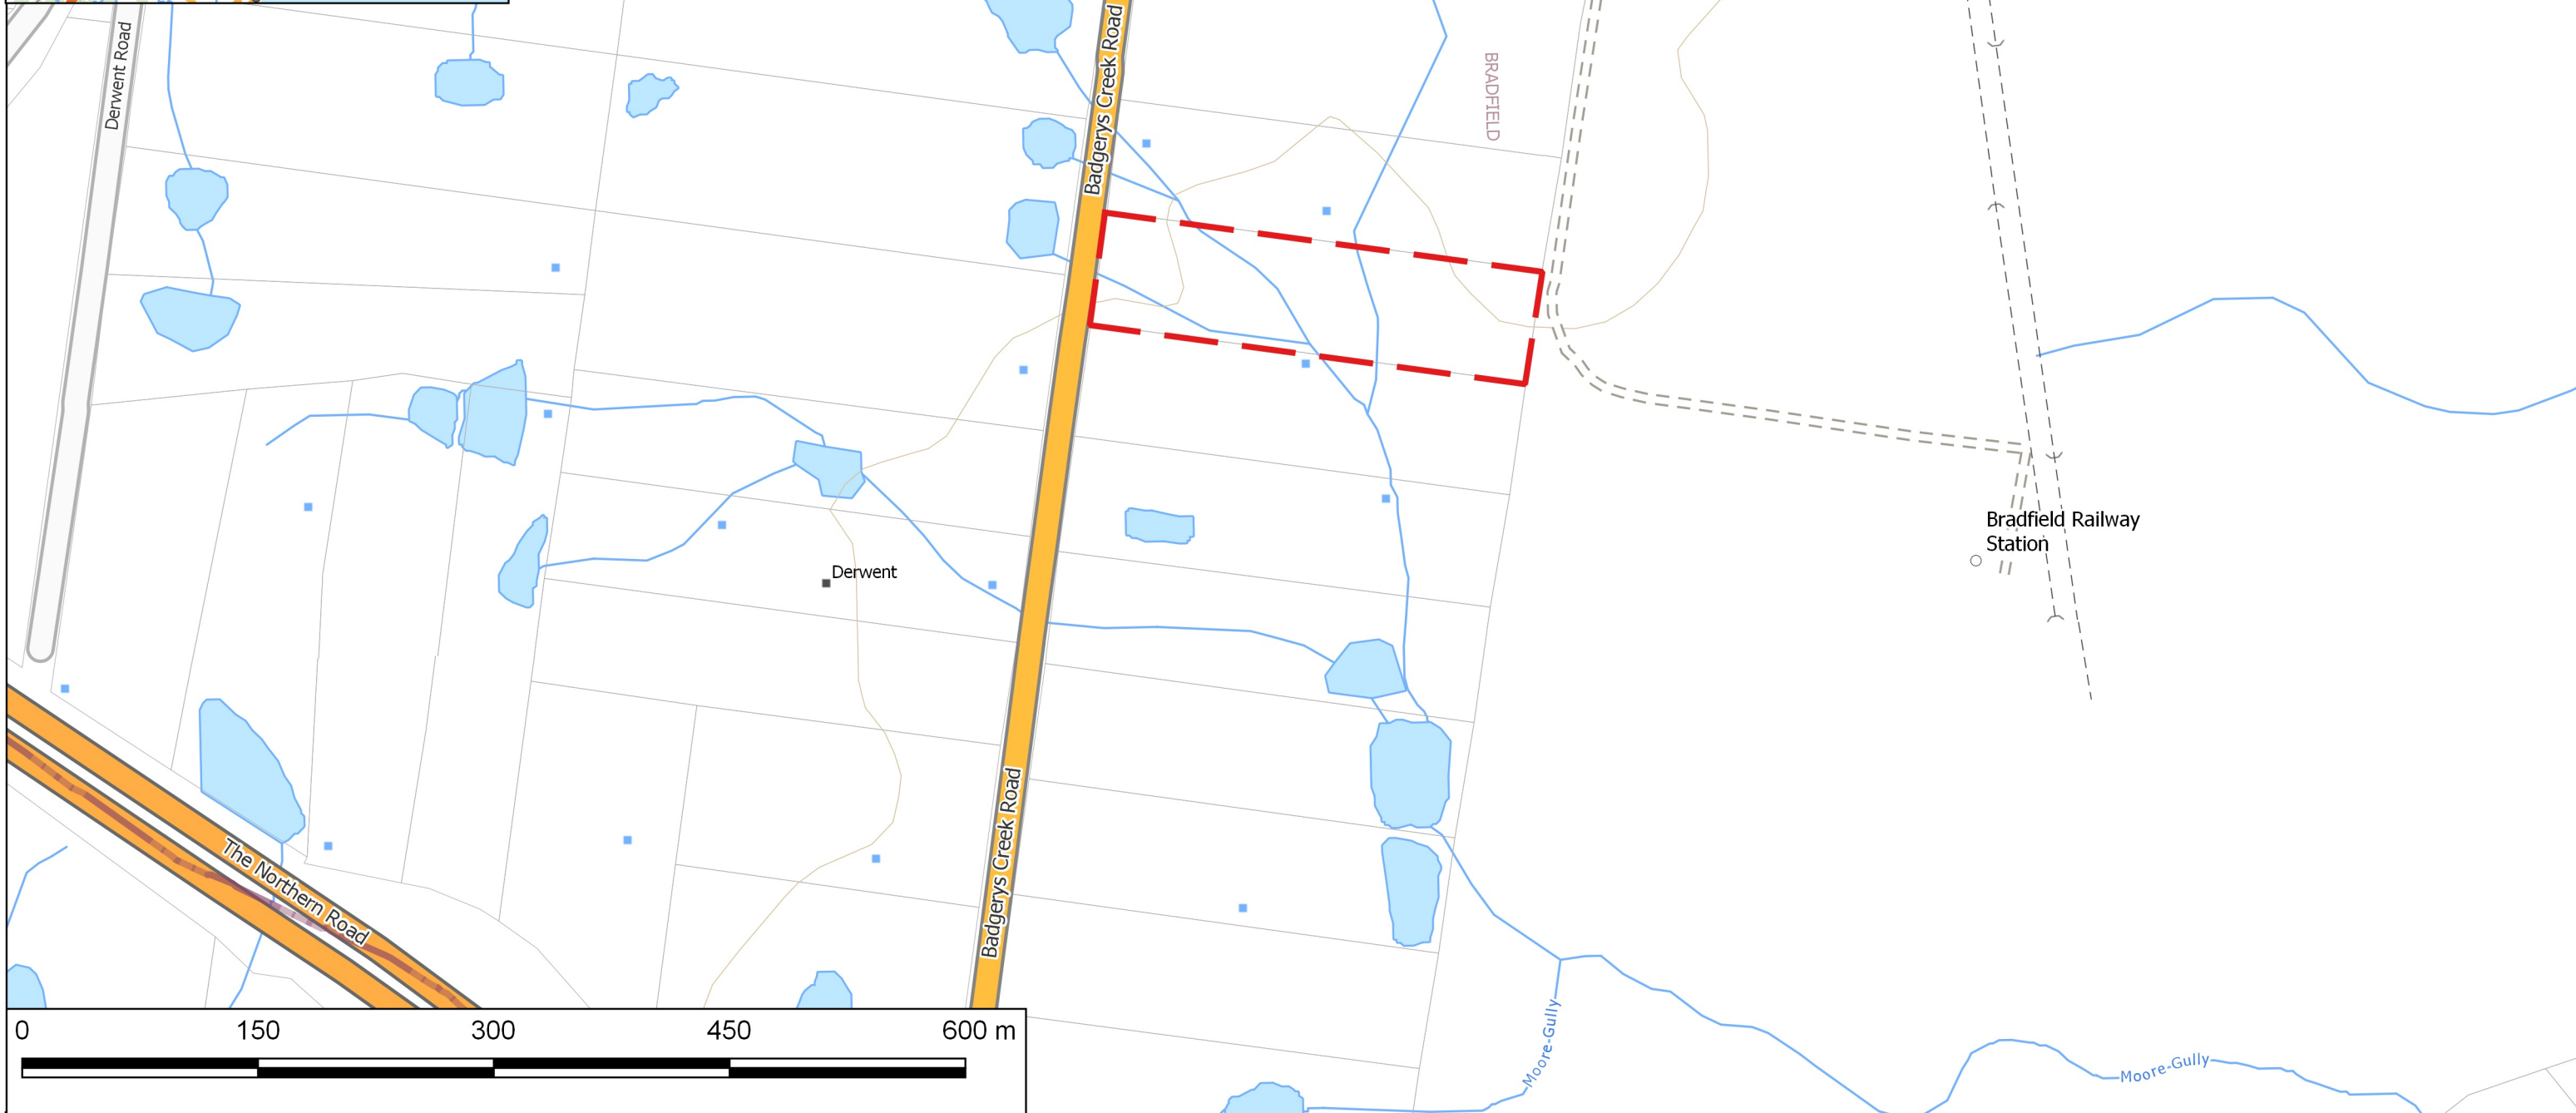 Derwent Road
Badgerys Creek Road
BRADFIELD
Bradfield Railway
Station
Derwent
Badgerys Creek Road
The Northern Road
Moore-Gully
Moore-Gully
0 150 300 450 600 m